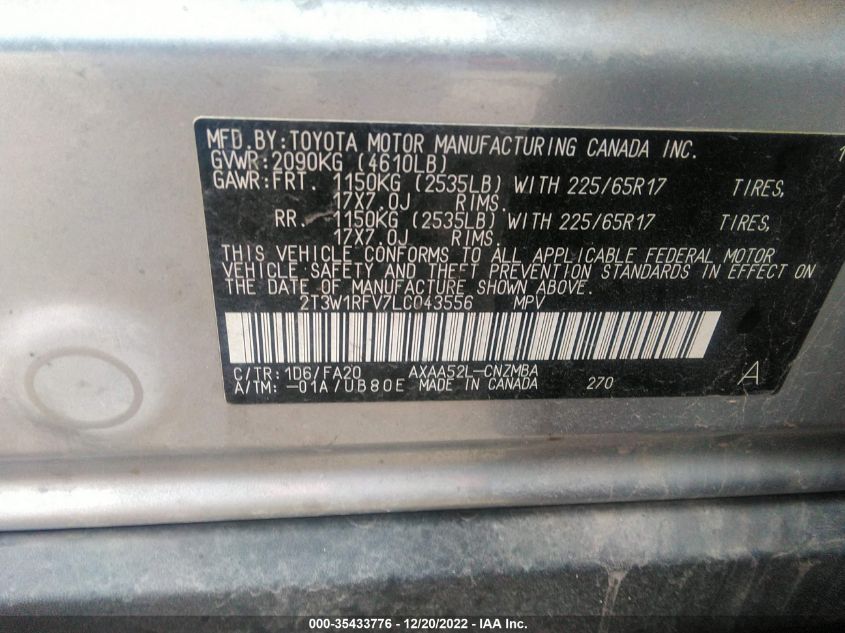 MFD.BY:TOYOTA MOTOR MANUFACTURING CANADA INC. 1
GVWR:2090KG (4610LB)
GAWR:FRT. 1150KG (2535LB) WITH 225/65R17 TIRES,
17X7.0J RIMS.
RR. 1150KG (2535LB) WITH 225/65R17 TIRES,
17X7.0J RIMS.
THIS VEHICLE CONFORMS TO ALL APPLICABLE FEDERAL MOTOR
VEHICLE SAFETY AND THEFT PREVENTION STANDARDS IN EFFECT ON
THE DATE OF MANUFACTURE SHOWN ABOVE.
2T3W1RFV7LC043556 MPV
C/TR:1D6/FA20 AXAA52L-CNZMBA
A/TM: -01A/UB80E MADE IN CANADA 270 A
000-35433776 - 12/20/2022 - IAA Inc.